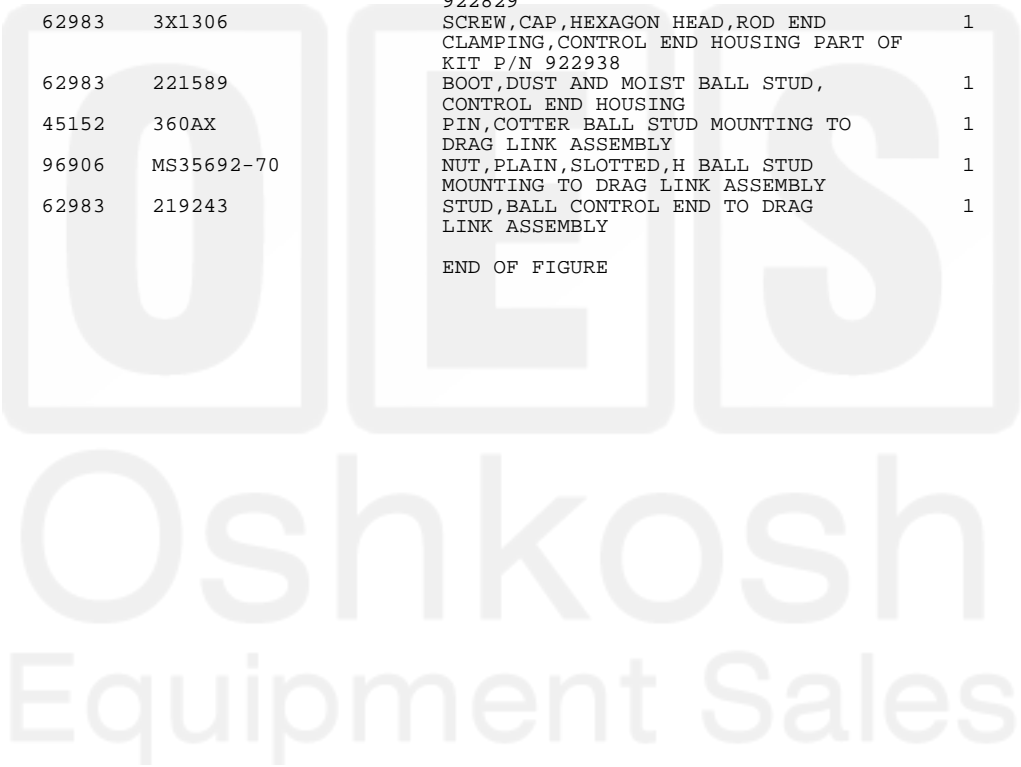 922829
62983 3X1306 SCREW,CAP,HEXAGON HEAD,ROD END 1
CLAMPING,CONTROL END HOUSING PART OF
KIT P/N 922938
62983 221589 BOOT,DUST AND MOIST BALL STUD, 1
CONTROL END HOUSING
45152 360AX PIN,COTTER BALL STUD MOUNTING TO 1
DRAG LINK ASSEMBLY
96906 MS35692-70 NUT,PLAIN,SLOTTED,H BALL STUD 1
MOUNTING TO DRAG LINK ASSEMBLY
62983 219243 STUD,BALL CONTROL END TO DRAG 1
LINK ASSEMBLY
END OF FIGURE
OES
Oshkosh
Equipment Sales